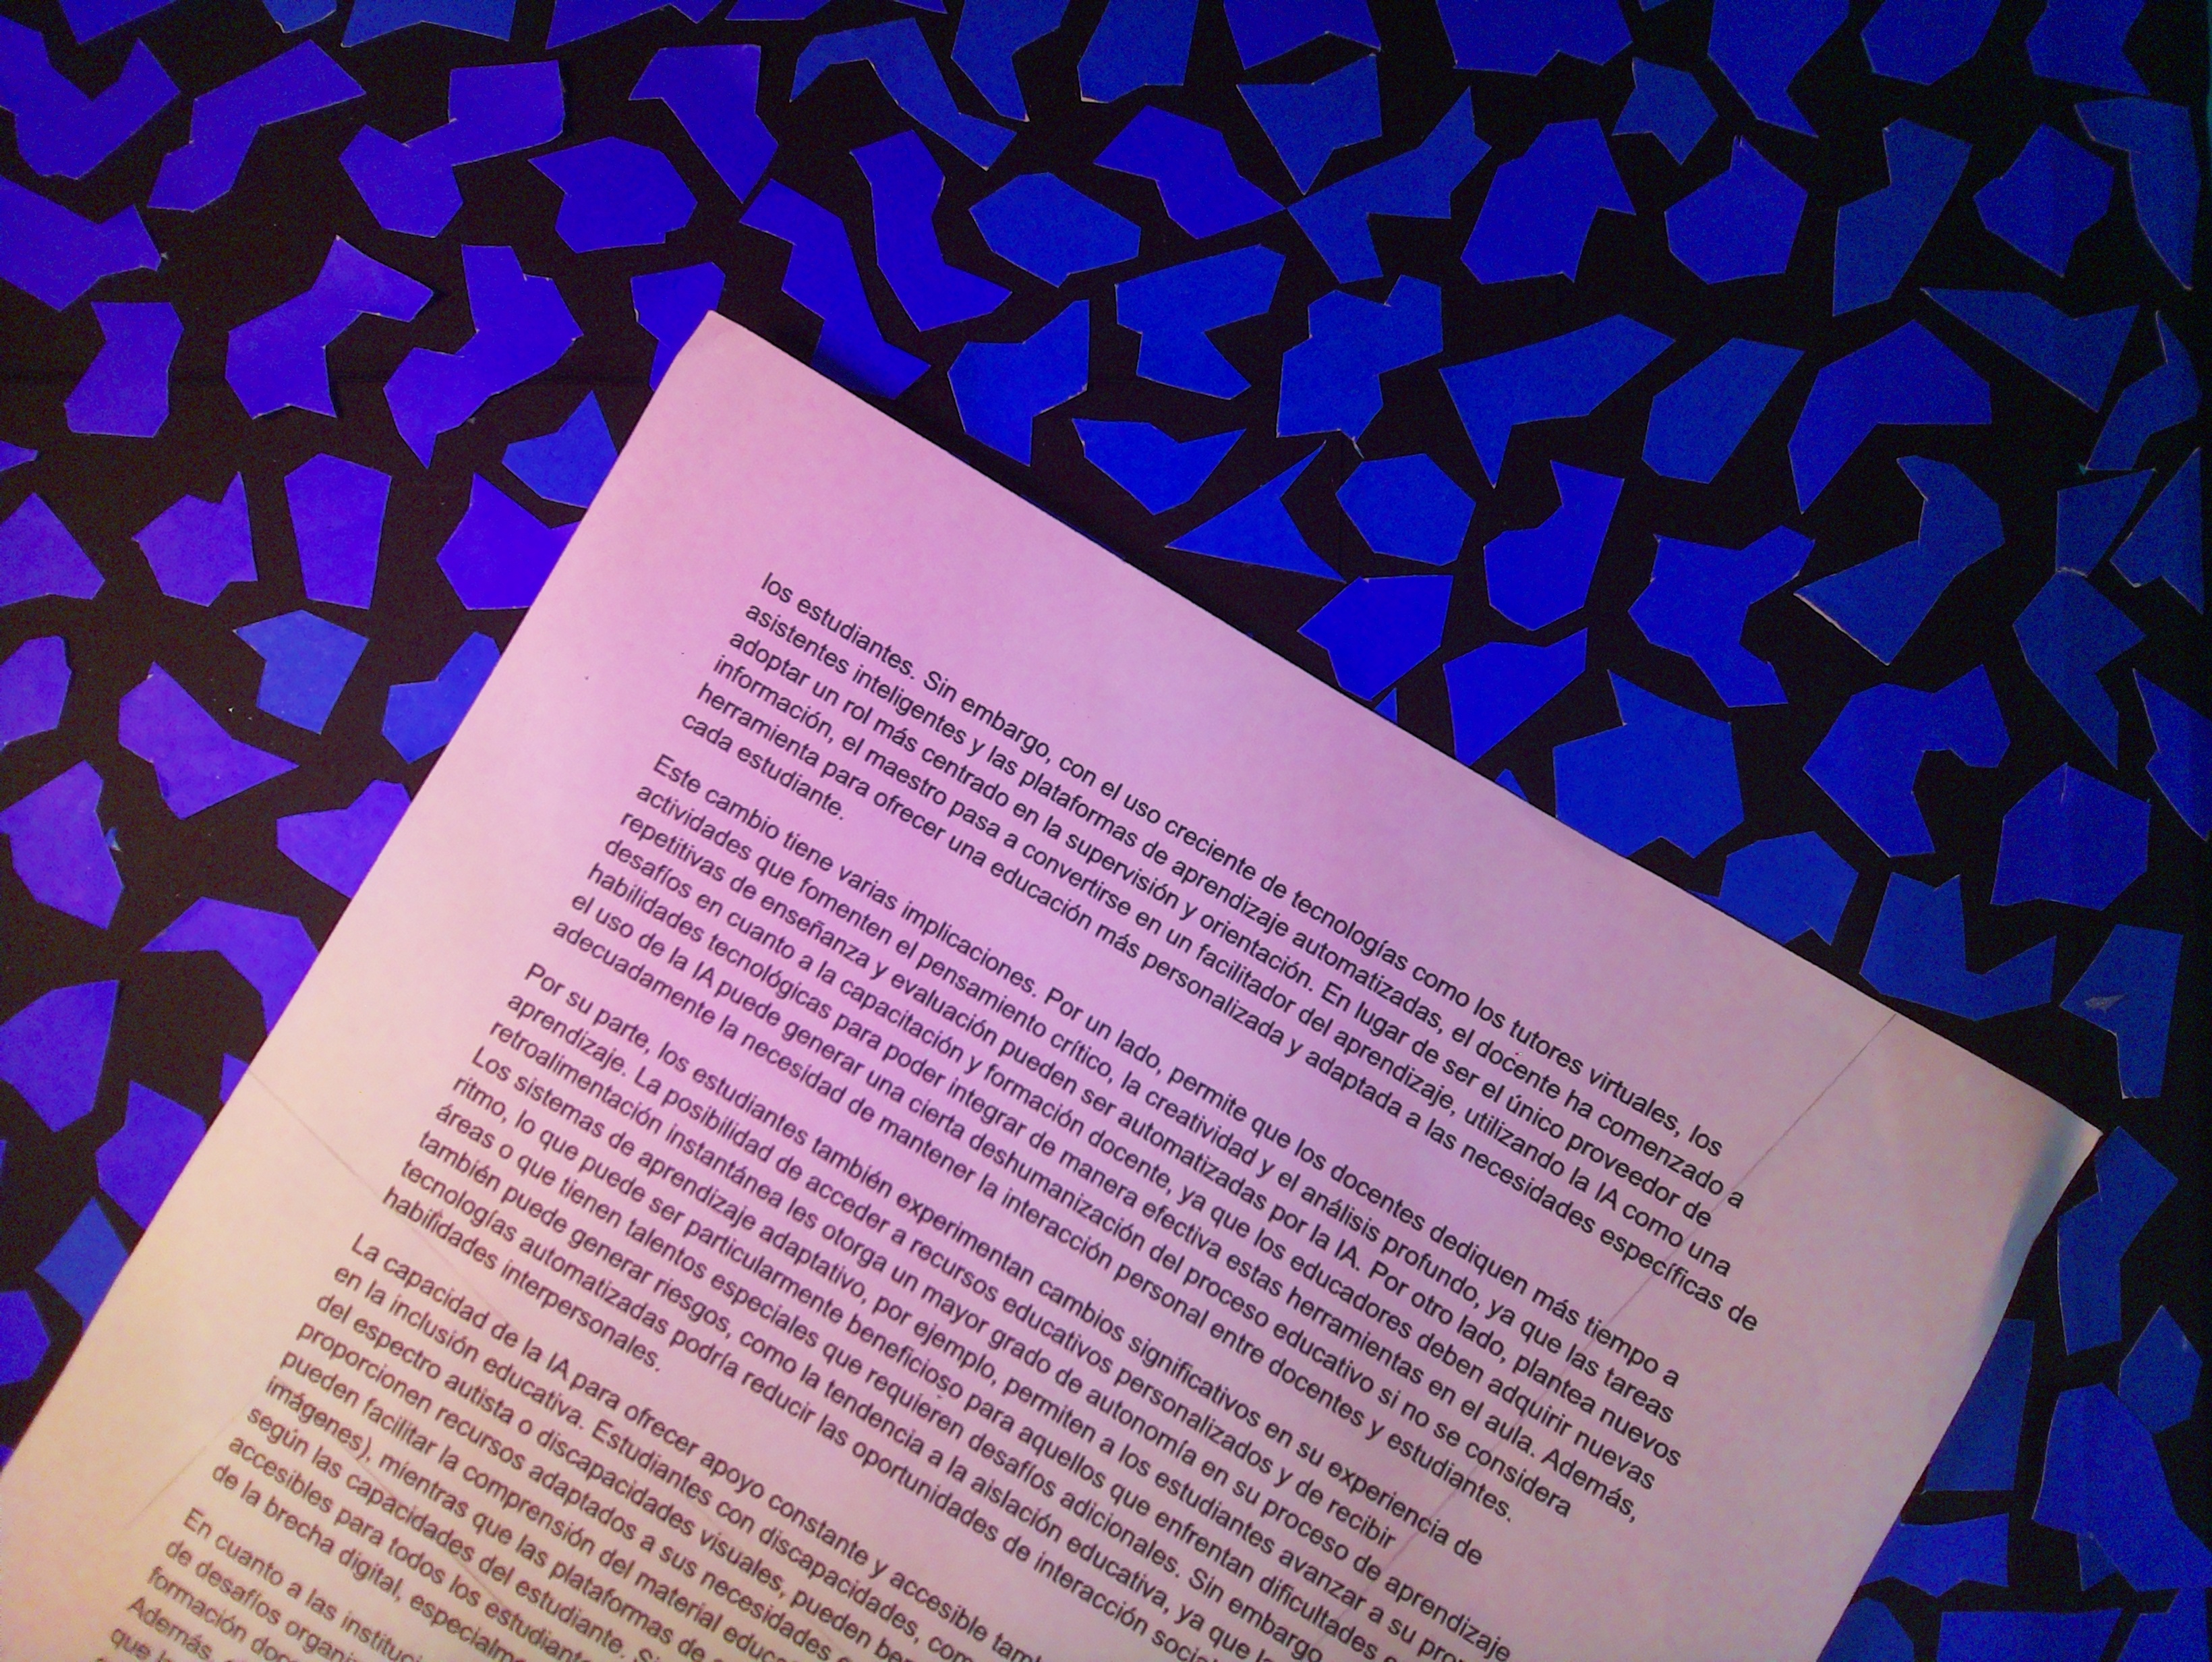 los estudiantes. Sin embargo, con el uso creciente de tecnologías como los tutores virtuales, los
asistentes inteligentes y las plataformas de aprendizaje automatizadas, el docente ha comenzado a
adoptar un rol más centrado en la supervisión y orientación. En lugar de ser el único proveedor de
información, el maestro pasa a convertirse en un facilitador del aprendizaje, utilizando la IA como una
herramienta para ofrecer una educación más personalizada y adaptada a las necesidades específicas de
cada estudiante.
Este cambio tiene varias implicaciones. Por un lado, permite que los docentes dediquen más tiempo a
actividades que fomenten el pensamiento crítico, la creatividad y el análisis profundo, ya que las tareas
repetitivas de enseñanza y evaluación pueden ser automatizadas por la IA. Por otro lado, plantea nuevos
desafíos en cuanto a la capacitación y formación docente, ya que los educadores deben adquirir nuevas
habilidades tecnológicas para poder integrar de manera efectiva estas herramientas en el aula. Además,
el uso de la IA puede generar una cierta deshumanización del proceso educativo si no se considera
adecuadamente la necesidad de mantener la interacción personal entre docentes y estudiantes.
Por su parte, los estudiantes también experimentan cambios significativos en su experiencia de
aprendizaje. La posibilidad de acceder a recursos educativos personalizados y de recibir
retroalimentación instantánea les otorga un mayor grado de autonomía en su proceso de aprendizaje
Los sistemas de aprendizaje adaptativo, por ejemplo, permiten a los estudiantes avanzar a su
ritmo, lo que puede ser particularmente beneficioso para aquellos que enfrentan dificultades
áreas o que tienen talentos especiales que requieren desafíos adicionales. Sin embargo
también puede generar riesgos, como la tendencia a la aislación educativa, ya que
tecnologías automatizadas podría reducir las oportunidades de interacción
habilidades interpersonales.
La capacidad de la IA para ofrecer apoyo constante y accesible
en la inclusión educativa. Estudiantes con discapacidades,
del espectro autista o discapacidades visuales, pueden
proporcionen recursos adaptados a sus necesidades
pueden facilitar la comprensión del material
imágenes), mientras que las plataformas de
según las capacidades del estudiante.
accesibles para todos los
de la brecha digital,
En cuanto a las
de desafíos
formación
Además,
que